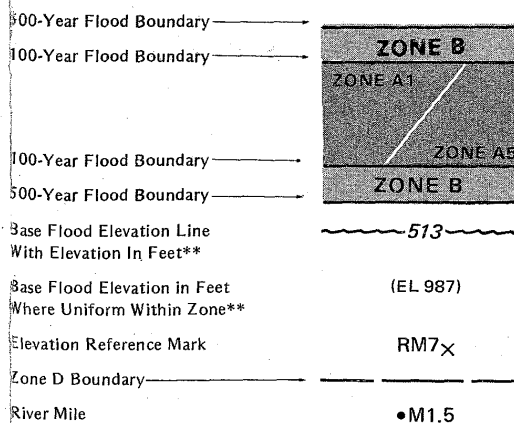 500-Year Flood Boundary
ZONE B
100-Year Flood Boundary
ZONE A1
100-Year Flood Boundary
ZONE A5
500-Year Flood Boundary
ZONE B
Base Flood Elevation Line
With Elevation In Feet**
513
Base Flood Elevation in Feet
Where Uniform Within Zone**
(EL 987)
Elevation Reference Mark
RM7×
Zone D Boundary
River Mile
•M1.5